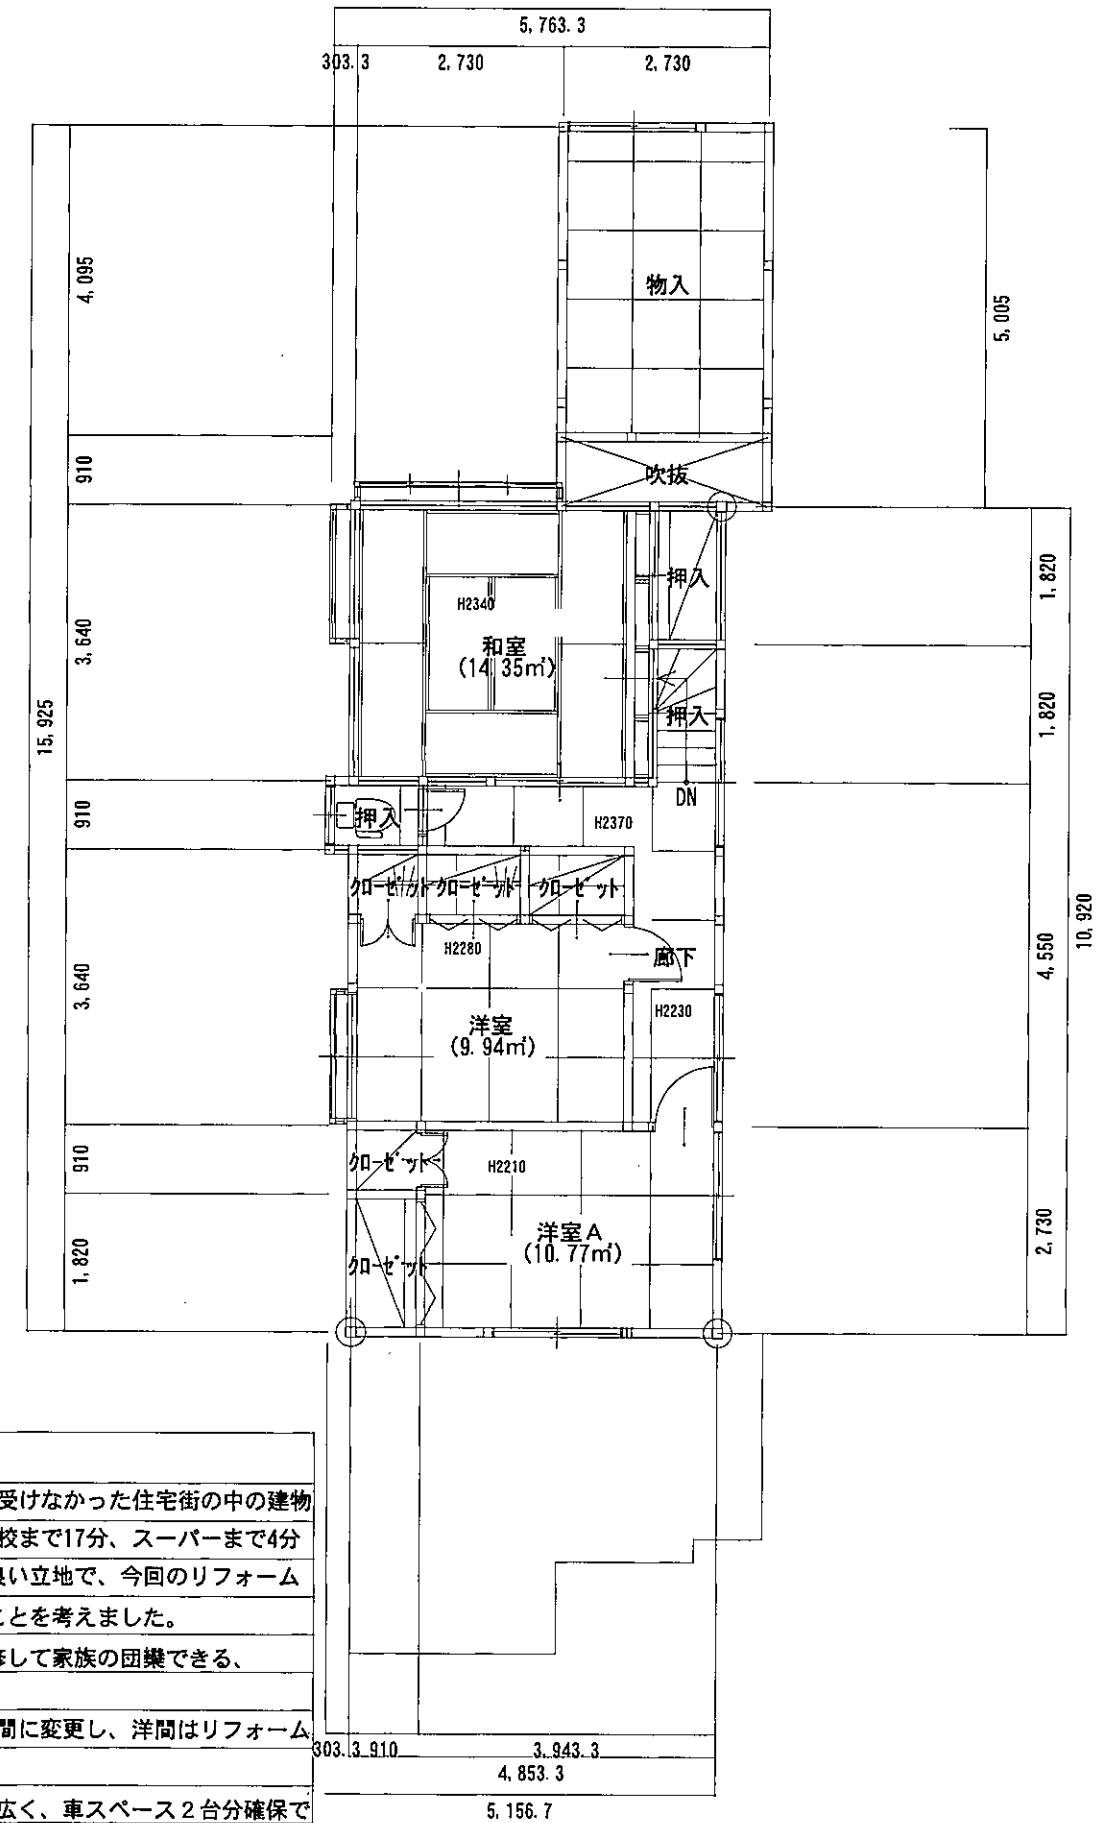 5,763.3
303.3 2,730 2,730
4,095
物入
5,005
910
吹抜
1,820
押入
H2340
3,640
和室
(14.35㎡)
15,925
押入
1,820
DN
910
押入
H2370
クローゼット クローゼット クローゼット
10,920
H2280
廊下
4,550
3,640
H2230
洋室
(9.94㎡)
910
クローゼット
H2210
2,730
洋室A
(10.77㎡)
1,820
クローゼット
受けなかった住宅街の中の建物
校まで17分、スーパーまで4分
良い立地で、今回のリフォーム
ことを考えました。
して家族の団欒できる、
間に変更し、洋間はリフォーム
広く、車スペース2台分確保で
303.3 910 3,943.3
4,853.3
5,156.7